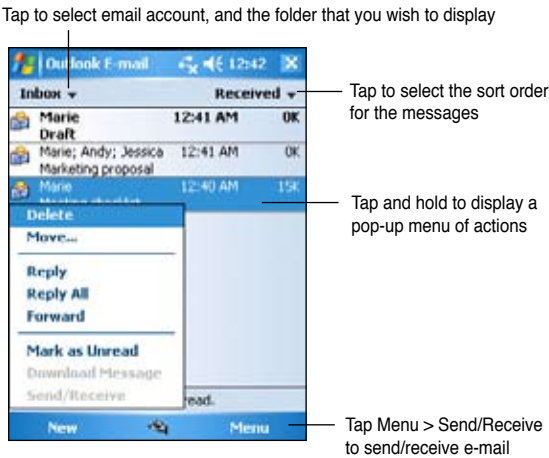 Tap to select email account, and the folder that you wish to display
Outlook E-mail 12:42
Inbox Received
Tap to select the sort order
for the messages
Marie 12:41 AM 0K
Draft
Marie; Andy; Jessica 12:41 AM 0K
Marketing proposal
Marie 12:40 AM 15K
Meeting checklist
Tap and hold to display a
pop-up menu of actions
Delete
Move...
Reply
Reply All
Forward
Mark as Unread
Download Message
Send/Receive
read.
New Menu
Tap Menu > Send/Receive
to send/receive e-mail